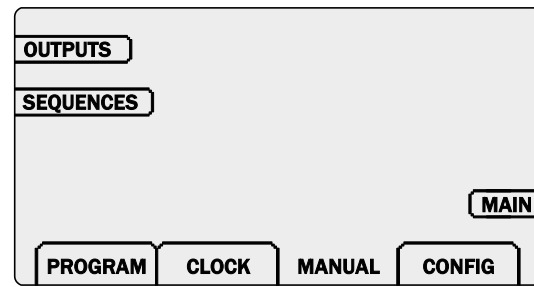 OUTPUTS
SEQUENCES
MAIN
PROGRAM CLOCK MANUAL CONFIG